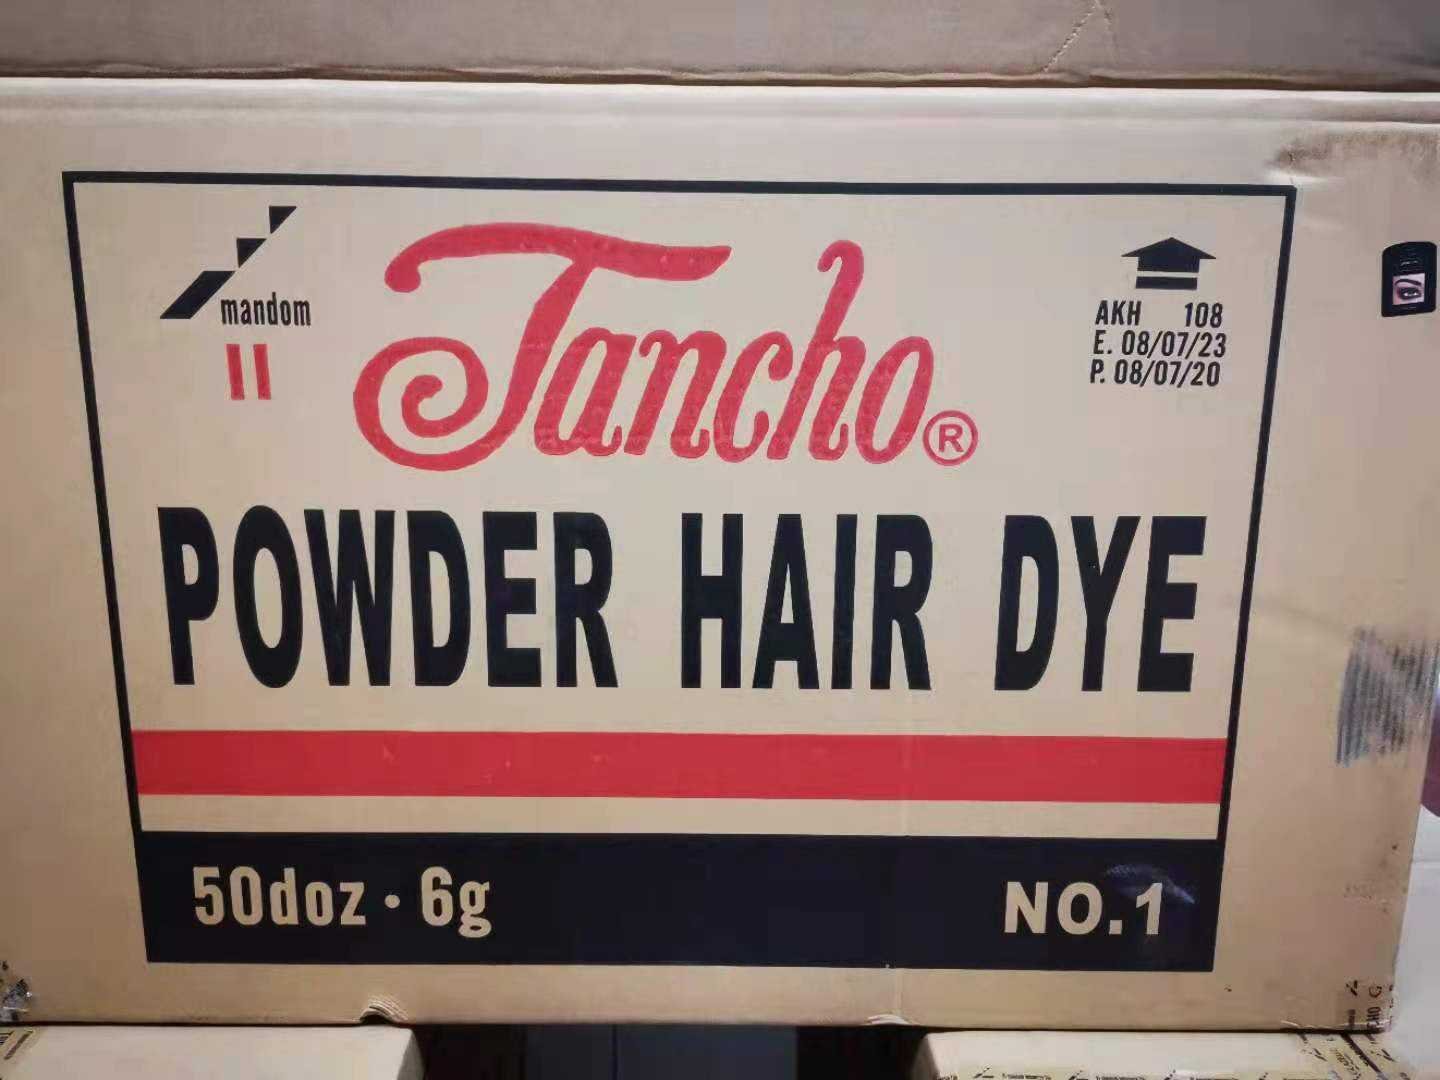 mandom
Tancho®
AKH 108
E. 08/07/23
P. 08/07/20
POWDER HAIR DYE
50doz · 6g
NO.1